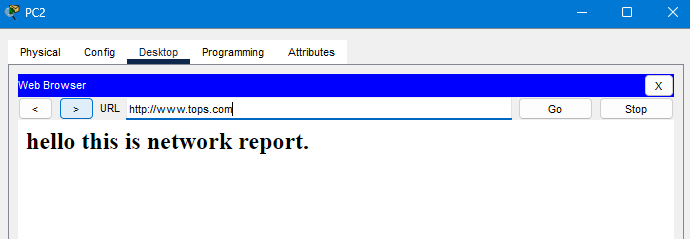 PC2
Physical Config Desktop Programming Attributes
Web Browser X
< > URL http://www.tops.com Go Stop
hello this is network report.